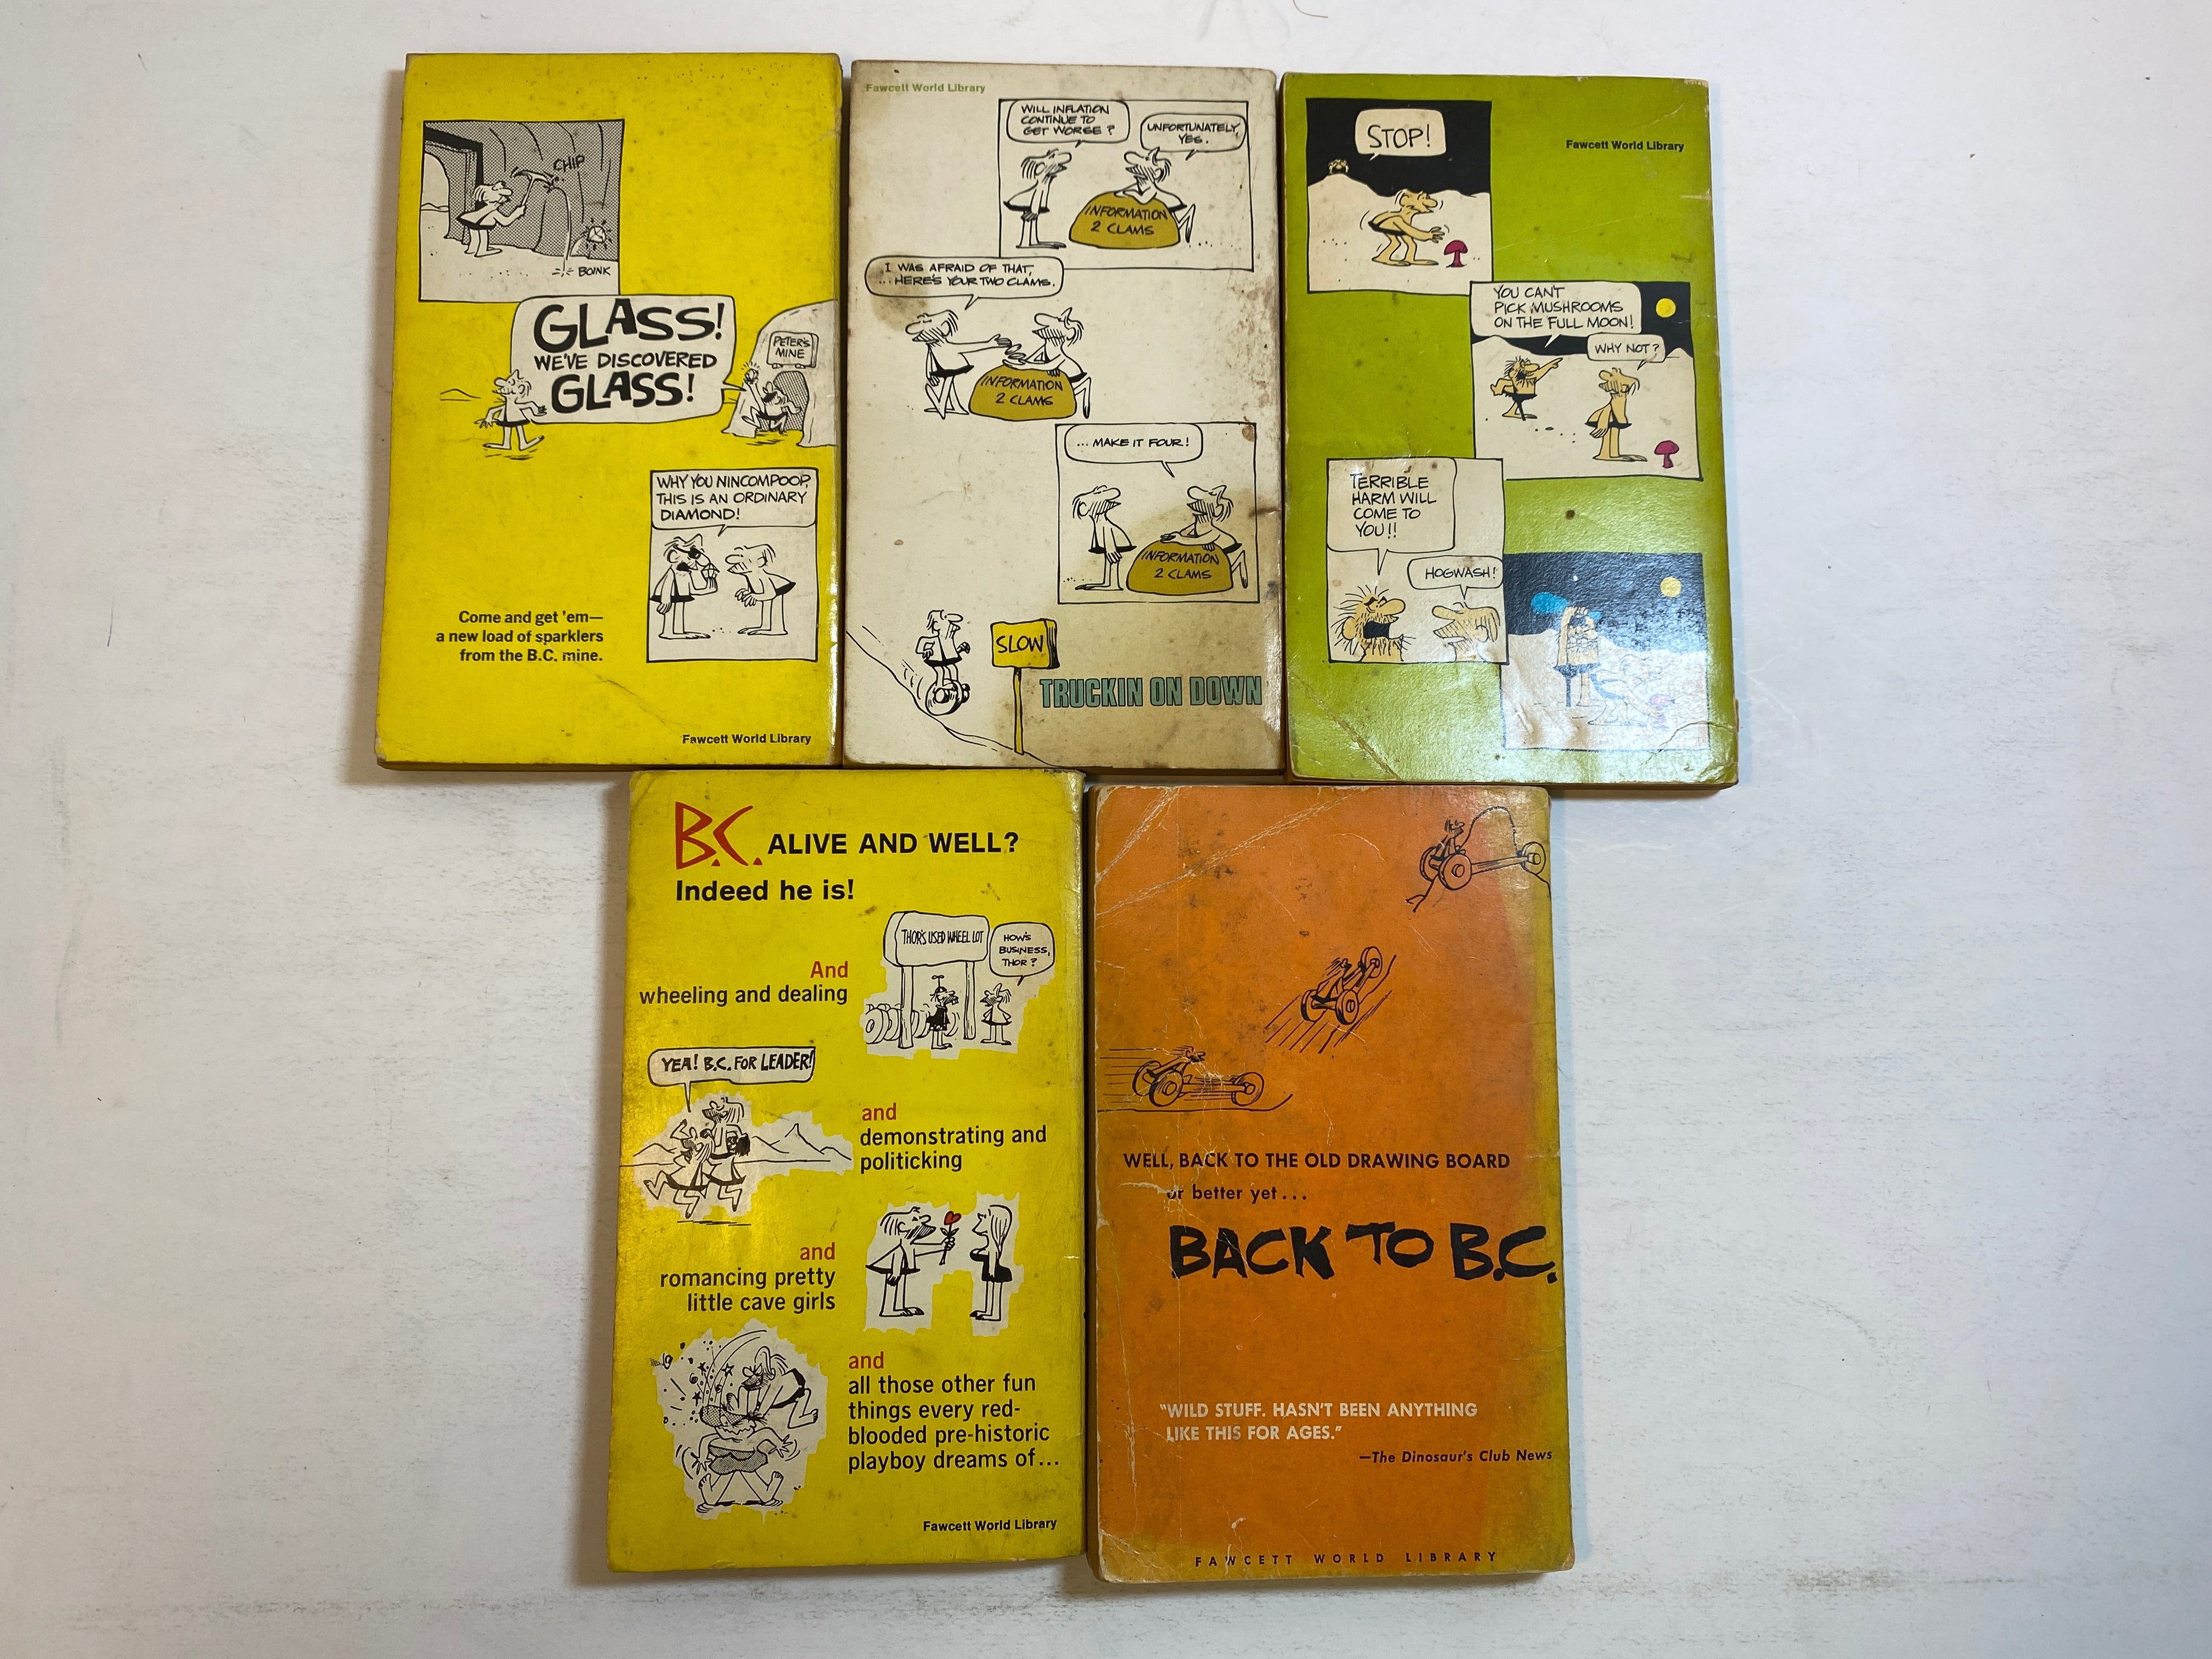 CHIP
BOINK
GLASS!
WE'VE DISCOVERED
GLASS!
PETER'S
MINE
WHY YOU NINCOMPOOP,
THIS IS AN ORDINARY
DIAMOND!
Come and get 'em—
a new load of sparklers
from the B.C. mine.
Fawcett World Library
Fawcett World Library
WILL INFLATION
CONTINUE TO
GET WORSE?
UNFORTUNATELY,
YES.
INFORMATION
2 CLAMS
I WAS AFRAID OF THAT,
...HERE'S YOUR TWO CLAMS.
INFORMATION
2 CLAMS
... MAKE IT FOUR!
INFORMATION
2 CLAMS
SLOW
TRUCKIN ON DOWN
STOP!
Fawcett World Library
YOU CAN'T
PICK MUSHROOMS
ON THE FULL MOON!
WHY NOT?
TERRIBLE
HARM WILL
COME TO
YOU!!
HOGWASH!
B.C. ALIVE AND WELL?
Indeed he is!
THOR'S USED WHEEL LOT
HOW'S
BUSINESS,
THOR?
And
wheeling and dealing
YEA! B.C. FOR LEADER!
and
demonstrating and
politicking
and
romancing pretty
little cave girls
and
all those other fun
things every red-
blooded pre-historic
playboy dreams of...
Fawcett World Library
WELL, BACK TO THE OLD DRAWING BOARD
or better yet...
BACK TO B.C.
"WILD STUFF. HASN'T BEEN ANYTHING
LIKE THIS FOR AGES."
—The Dinosaur's Club News
FAWCETT WORLD LIBRARY